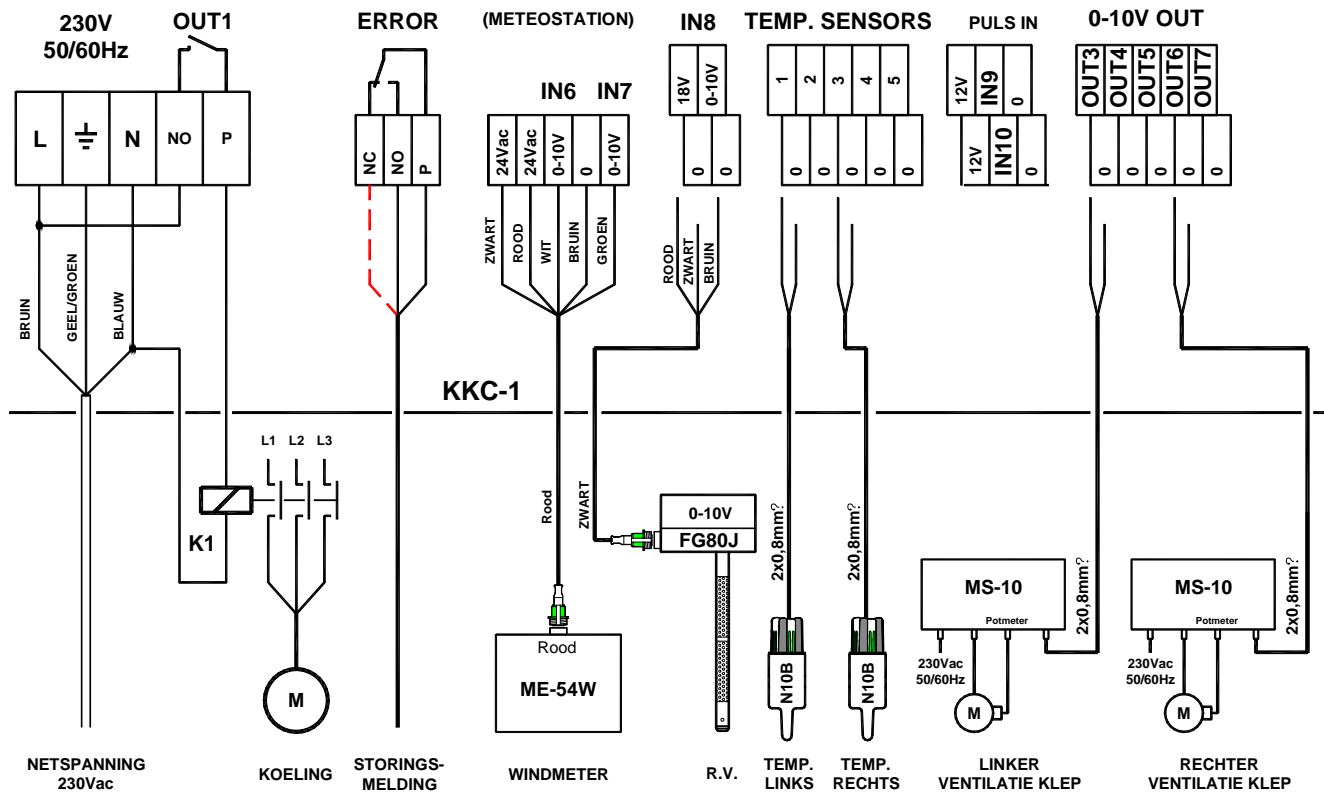 230V
50/60Hz
OUT1
ERROR
(METEOSTATION)
IN8
TEMP. SENSORS
PULS IN
0-10V OUT
IN6
IN7
L
N
NO
P
NC
NO
P
24Vac
24Vac
0-10V
0
0-10V
18V
0-10V
0
0
1
2
3
4
5
0
0
0
0
0
12V
IN9
0
12V
IN10
0
OUT3
OUT4
OUT5
OUT6
OUT7
0
0
0
0
0
BRUIN
GEEL/GROEN
BLAUW
ZWART
ROOD
WIT
BRUIN
GROEN
ROOD
ZWART
BRUIN
KKC-1
L1
L2
L3
K1
M
Rood
ZWART
Rood
ME-54W
0-10V
FG80J
2x0,8mm?
N10B
2x0,8mm?
N10B
MS-10
Potmeter
230Vac
50/60Hz
M
2x0,8mm?
MS-10
Potmeter
230Vac
50/60Hz
M
2x0,8mm?
NETSPANNING
230Vac
KOELING
STORINGS-
MELDING
WINDMETER
R.V.
TEMP.
LINKS
TEMP.
RECHTS
LINKER
VENTILATIE KLEP
RECHTER
VENTILATIE KLEP